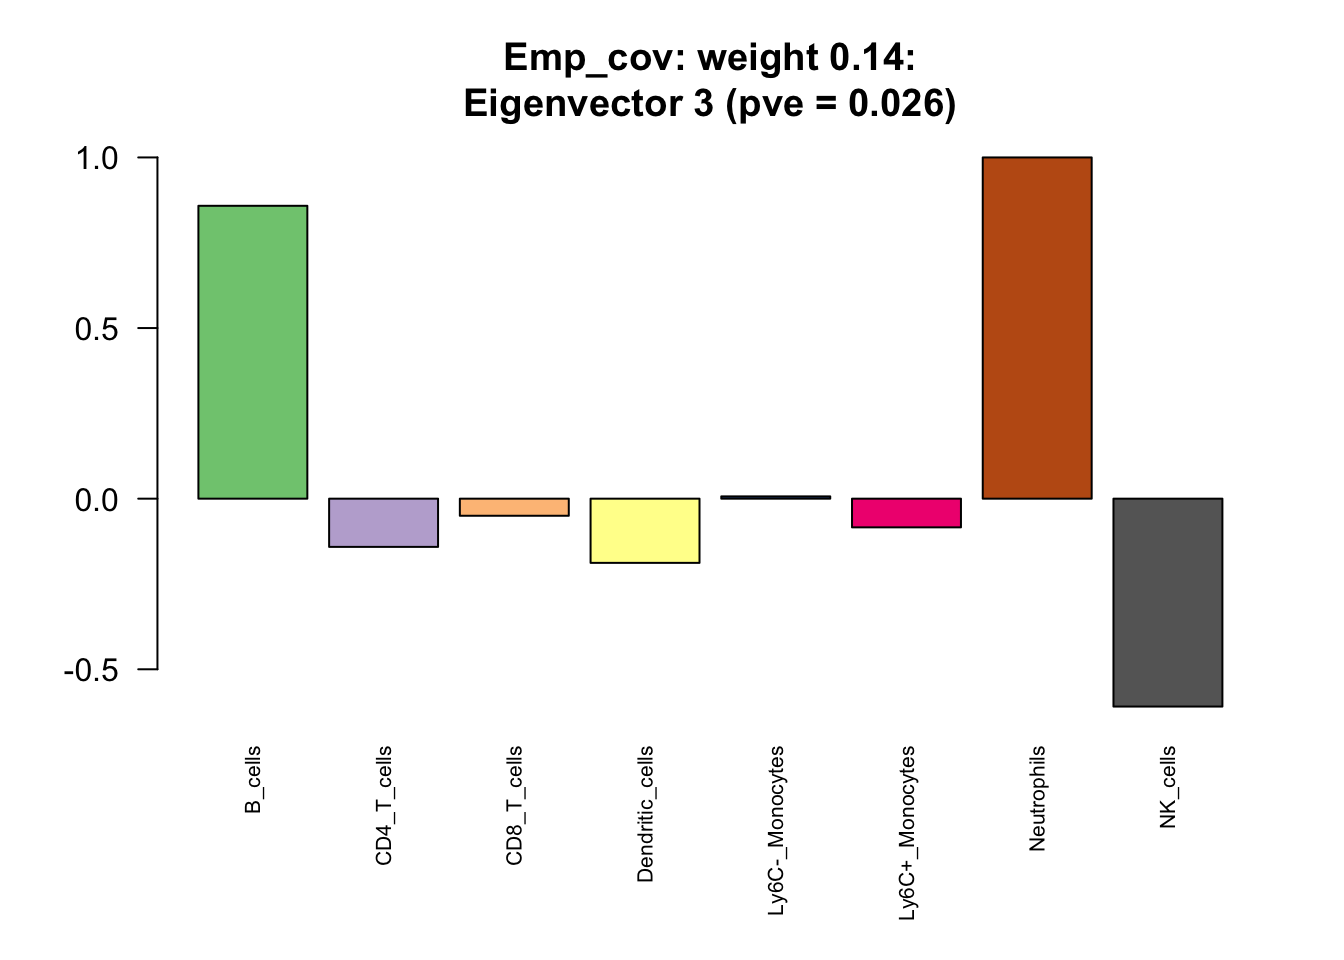 Emp_cov: weight 0.14:
Eigenvector 3 (pve = 0.026)
1.0
0.5
0.0
-0.5
B_cells
CD4_T_cells
CD8_T_cells
Dendritic_cells
Ly6C-_Monocytes
Ly6C+_Monocytes
Neutrophils
NK_cells